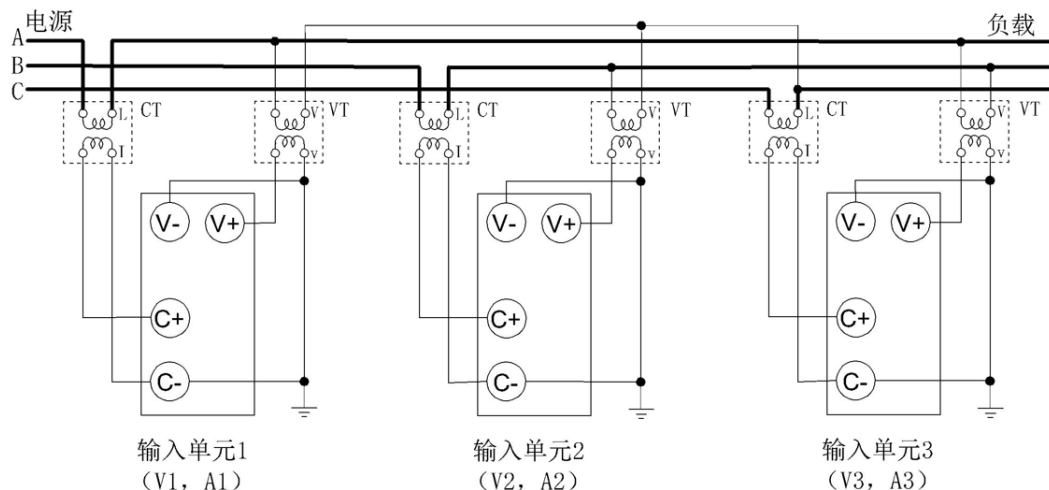 电源
负载
A
B
C
L
CT
V
VT
L
CT
V
VT
L
CT
V
VT
I
v
I
v
I
v
V-
V+
V-
V+
V-
V+
C+
C+
C+
C-
C-
C-
输入单元1
输入单元2
输入单元3
(V1, A1)
(V2, A2)
(V3, A3)